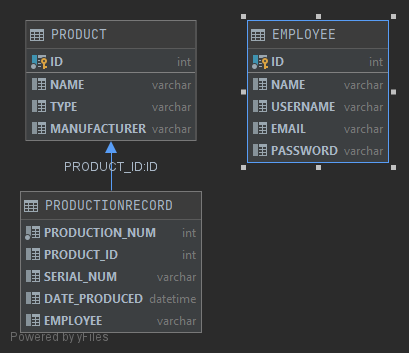 PRODUCT
ID int
NAME varchar
TYPE varchar
MANUFACTURER varchar
EMPLOYEE
ID int
NAME varchar
USERNAME varchar
EMAIL varchar
PASSWORD varchar
PRODUCT_ID:ID
PRODUCTIONRECORD
PRODUCTION_NUM int
PRODUCT_ID int
SERIAL_NUM varchar
DATE_PRODUCED datetime
EMPLOYEE varchar
Powered by yFiles